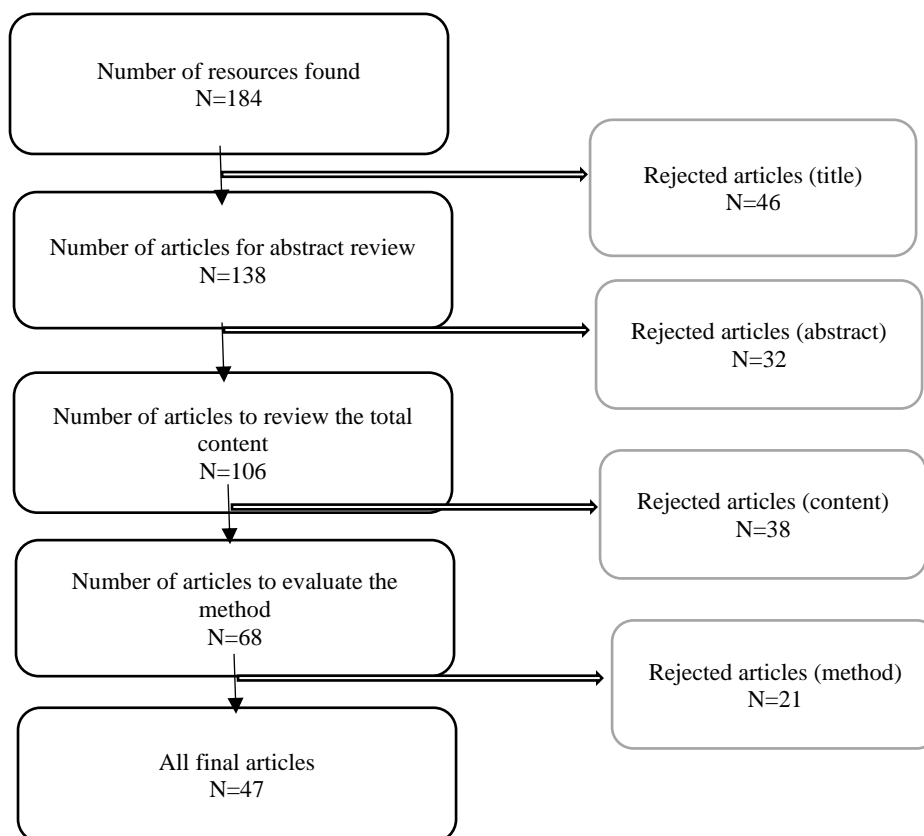 Number of resources found
N=184
Rejected articles (title)
N=46
Number of articles for abstract review
N=138
Rejected articles (abstract)
N=32
Number of articles to review the total
content
N=106
Rejected articles (content)
N=38
Number of articles to evaluate the
method
N=68
Rejected articles (method)
N=21
All final articles
N=47